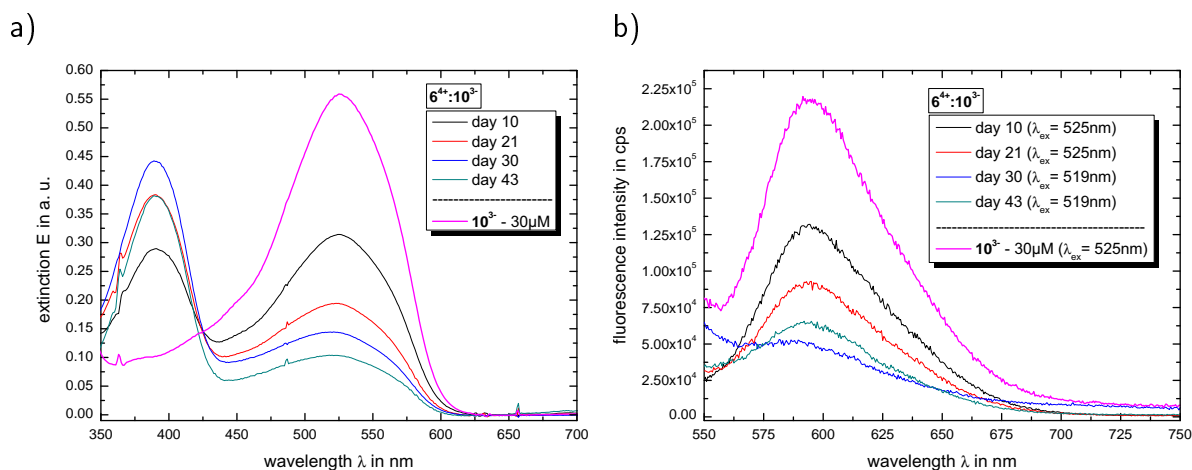 a)
0.60
0.55
0.50
0.45
0.40
0.35
0.30
0.25
0.20
0.15
0.10
0.05
0.00
extinction E in a. u.
350 400 450 500 550 600 650 700
wavelength λ in nm
6⁴⁺:10³⁻
day 10
day 21
day 30
day 43
10³⁻ - 30µM
b)
2.25x10⁵
2.00x10⁵
1.75x10⁵
1.50x10⁵
1.25x10⁵
1.00x10⁵
7.50x10⁴
5.00x10⁴
2.50x10⁴
0.00
fluorescence intensity in cps
550 575 600 625 650 675 700 725 750
wavelength λ in nm
6⁴⁺:10³⁻
day 10 (λex= 525nm)
day 21 (λex= 525nm)
day 30 (λex= 519nm)
day 43 (λex= 519nm)
10³⁻ - 30µM (λex= 525nm)